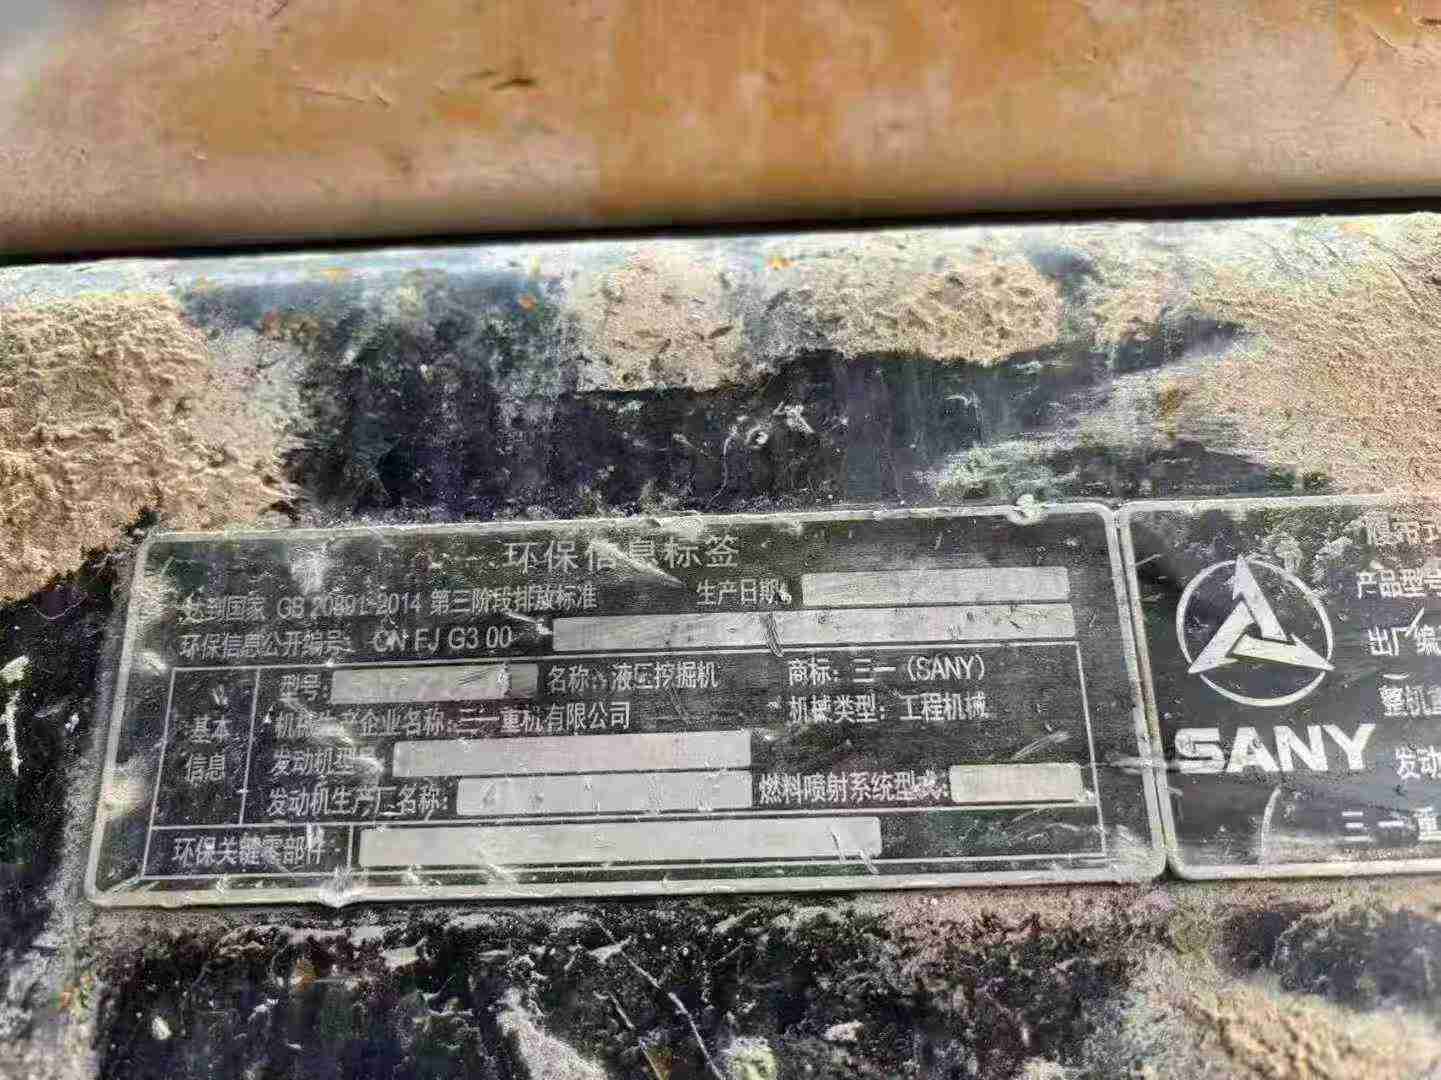 环保信息标签
达到国家 GB 20891-2014 第三阶段排放标准 生产日期:
环保信息公开编号: CN FJ G3 00
基本信息
型号: 名称: 液压挖掘机 商标: 三一 (SANY)
机械生产企业名称: 三一重机有限公司 机械类型: 工程机械
发动机型号
发动机生产厂名称: 燃料喷射系统型式:
环保关键零部件
SANY
产品型号
出厂编
整机
发动
三一重